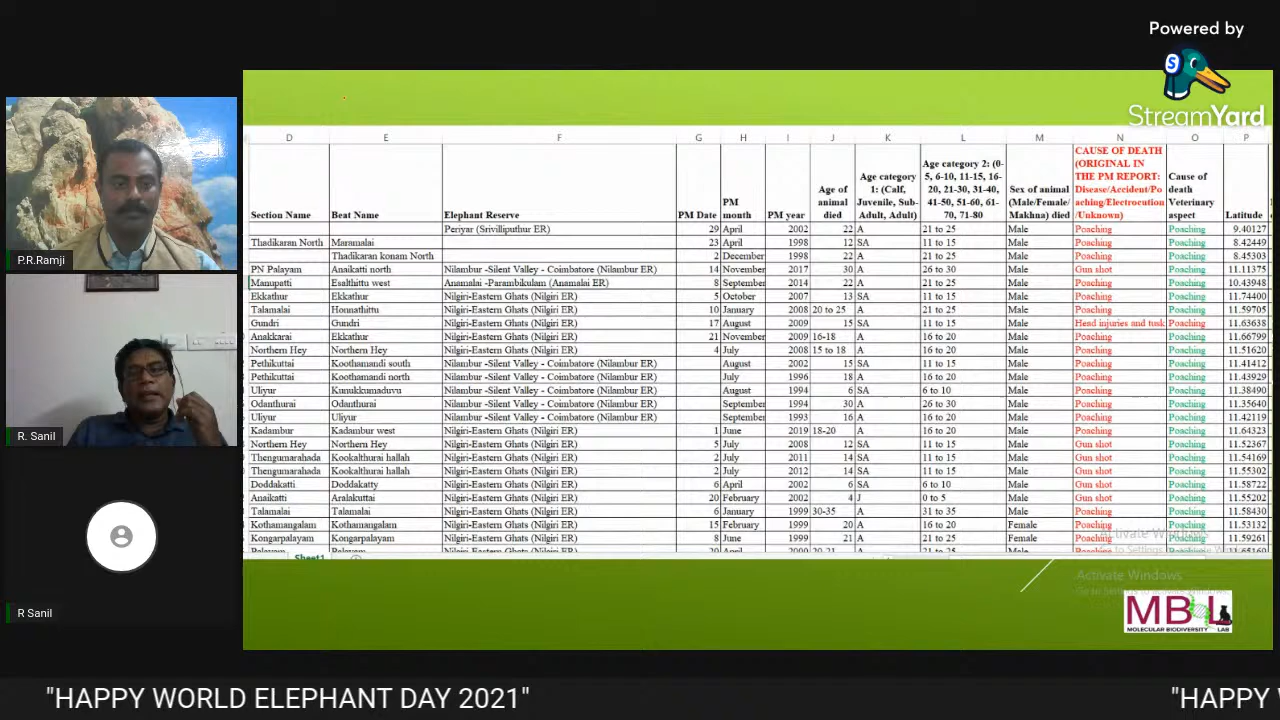 Powered by
StreamYard
P.R.Ramji
R. Sanil
R Sanil
D E F G H I J K L M N O P
Section Name Beat Name Elephant Reserve PM Date PM month PM year Age of animal died Age category 1: (Calf, Juvenile, Sub-Adult, Adult) Age category 2: (0-5, 6-10, 11-15, 16-20, 21-30, 31-40, 41-50, 51-60, 61-70, 71-80 Sex of animal (Male/Female/Makhna) died CAUSE OF DEATH (ORIGINAL IN THE PM REPORT: Disease/Accident/Poaching/Electrocution/Unknown) Cause of death Veterinary aspect Latitude
Periyar (Srivilliputhur ER) 29 April 2002 22 A 21 to 25 Male Poaching Poaching 9.40127
Thadikaran North Maramalai 23 April 1998 12 SA 11 to 15 Male Poaching Poaching 8.42449
Thadikaran konam North 2 December 1998 22 A 21 to 25 Male Poaching Poaching 8.45303
PN Palayam Anaikatti north Nilambur -Silent Valley - Coimbatore (Nilambur ER) 14 November 2017 30 A 26 to 30 Male Gun shot Poaching 11.11375
Manupatti Esalthittu west Anamalai -Parambikulam (Anamalai ER) 8 September 2014 22 A 21 to 25 Male Poaching Poaching 10.43948
Ekkathur Ekkathur Nilgiri-Eastern Ghats (Nilgiri ER) 5 October 2007 13 SA 11 to 15 Male Poaching Poaching 11.74400
Talamalai Honnathittu Nilgiri-Eastern Ghats (Nilgiri ER) 10 January 2008 20 to 25 A 21 to 25 Male Poaching Poaching 11.59705
Gundri Gundri Nilgiri-Eastern Ghats (Nilgiri ER) 17 August 2009 15 SA 11 to 15 Male Head injuries and tusk Poaching 11.63638
Anakkarai Ekkathur Nilgiri-Eastern Ghats (Nilgiri ER) 21 November 2009 16-18 A 16 to 20 Male Poaching Poaching 11.66799
Northern Hey Northern Hey Nilgiri-Eastern Ghats (Nilgiri ER) 4 July 2008 15 to 18 A 16 to 20 Male Poaching Poaching 11.51620
Pethikuttai Koothamandi south Nilambur -Silent Valley - Coimbatore (Nilambur ER) August 2002 15 SA 11 to 15 Male Poaching Poaching 11.41412
Pethikuttai Koothamandi north Nilambur -Silent Valley - Coimbatore (Nilambur ER) July 1996 18 A 16 to 20 Male Poaching Poaching 11.43929
Uliyur Kunukkumaduvu Nilambur -Silent Valley - Coimbatore (Nilambur ER) August 1994 6 SA 6 to 10 Male Poaching Poaching 11.38490
Odanthurai Odanthurai Nilambur -Silent Valley - Coimbatore (Nilambur ER) September 1994 30 A 26 to 30 Male Poaching Poaching 11.35640
Uliyur Uliyur Nilambur -Silent Valley - Coimbatore (Nilambur ER) September 1993 16 A 16 to 20 Male Poaching Poaching 11.42119
Kadambur Kadambur west Nilgiri-Eastern Ghats (Nilgiri ER) 1 June 2019 18-20 A 16 to 20 Male Poaching Poaching 11.64323
Northern Hey Northern Hey Nilgiri-Eastern Ghats (Nilgiri ER) 5 July 2008 12 SA 11 to 15 Male Gun shot Poaching 11.52367
Thengumarahada Kookalthurai hallah Nilgiri-Eastern Ghats (Nilgiri ER) 2 July 2011 14 SA 11 to 15 Male Gun shot Poaching 11.54169
Thengumarahada Kookalthurai hallah Nilgiri-Eastern Ghats (Nilgiri ER) 2 July 2012 14 SA 11 to 15 Male Gun shot Poaching 11.55302
Doddakatti Doddakatty Nilgiri-Eastern Ghats (Nilgiri ER) 6 April 2002 6 SA 6 to 10 Male Gun shot Poaching 11.58722
Anaikatti Aralakuttai Nilgiri-Eastern Ghats (Nilgiri ER) 20 February 2002 4 J 0 to 5 Male Gun shot Poaching 11.55202
Talamalai Talamalai Nilgiri-Eastern Ghats (Nilgiri ER) 6 January 1999 30-35 A 31 to 35 Male Poaching Poaching 11.58430
Kothamangalam Kothamangalam Nilgiri-Eastern Ghats (Nilgiri ER) 15 February 1999 20 A 16 to 20 Female Poaching Poaching 11.53132
Kongarpalayam Kongarpalayam Nilgiri-Eastern Ghats (Nilgiri ER) 8 June 1999 21 A 21 to 25 Female Poaching Poaching 11.59261
Sheet1
Activate Windows
Activate Windows
Go to Settings to activate Windows.
MBL
MOLECULAR BIODIVERSITY LAB
"HAPPY WORLD ELEPHANT DAY 2021" "HAPPY